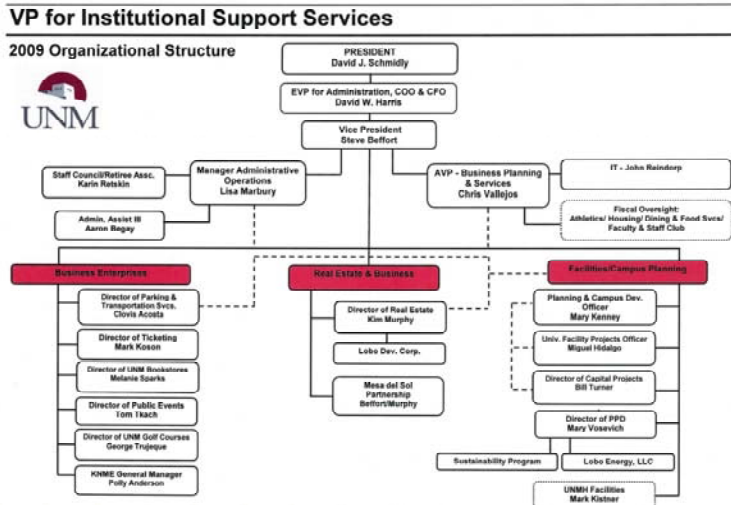 VP for Institutional Support Services
2009 Organizational Structure
UNM
PRESIDENT
David J. Schmidly
EVP for Administration, COO & CFO
David W. Harris
Vice President
Steve Beffort
Staff Council/Retiree Assc.
Karin Retskin
Manager Administrative
Operations
Lisa Marbury
AVP - Business Planning
& Services
Chris Vallejos
IT - John Reindorp
Admin. Assist III
Aaron Begay
Fiscal Oversight:
Athletics/ Housing/ Dining & Food Svcs/
Faculty & Staff Club
Business Enterprises
Real Estate & Business
Facilities/Campus Planning
Director of Parking &
Transportation Svcs.
Clovis Acosta
Director of Ticketing
Mark Koson
Director of UNM Bookstores
Melanie Sparks
Director of Public Events
Tom Tkach
Director of UNM Golf Courses
George Trujeque
KNME General Manager
Polly Anderson
Director of Real Estate
Kim Murphy
Lobo Dev. Corp.
Mesa del Sol
Partnership
Beffort/Murphy
Planning & Campus Dev.
Officer
Mary Kenney
Univ. Facility Projects Officer
Miguel Hidalgo
Director of Capital Projects
Bill Turner
Director of PPD
Mary Vosevich
Sustainability Program
Lobo Energy, LLC
UNMH Facilities
Mark Kistner